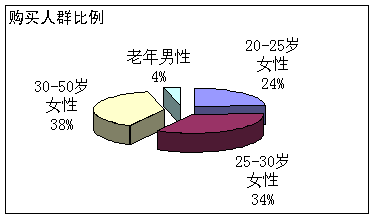 购买人群比例
老年男性
4%
20-25岁
女性
24%
30-50岁
女性
38%
25-30岁
女性
34%